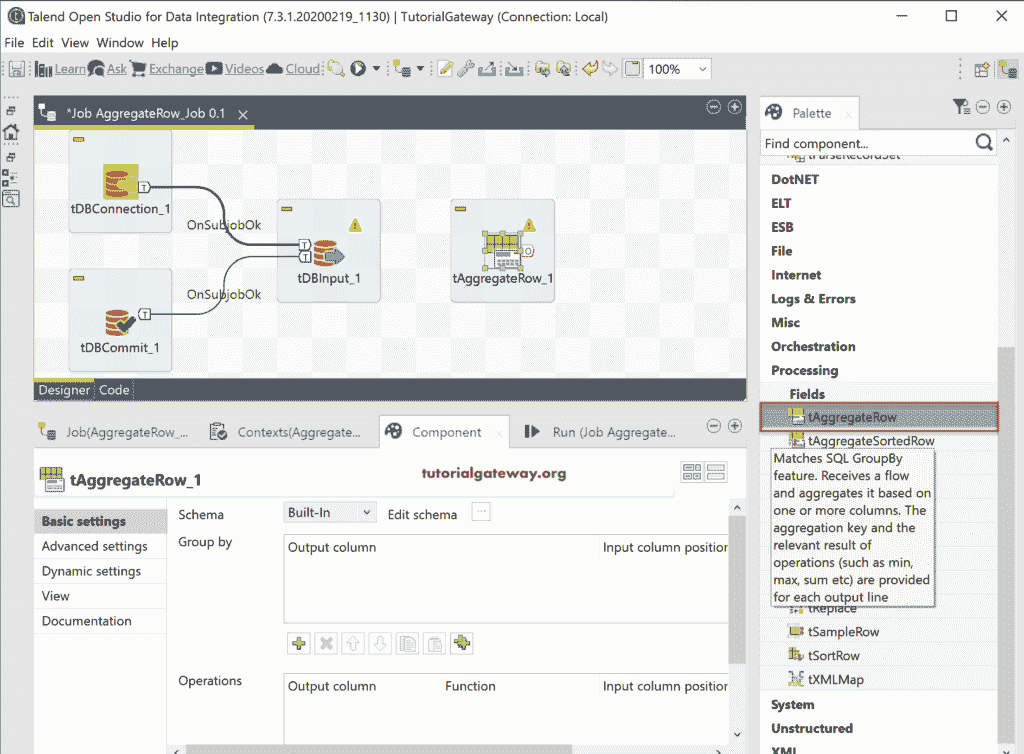 Talend Open Studio for Data Integration (7.3.1.20200219_1130) | TutorialGateway (Connection: Local)
File Edit View Window Help
Learn Ask Exchange Videos Cloud 100%
*Job AggregateRow_Job 0.1
tDBConnection_1
T
OnSubjobOk
T
T
tDBInput_1
O
tAggregateRow_1
OnSubjobOk
T
tDBCommit_1
Designer Code
Palette
Find component...
tParseRecordSet
DotNET
ELT
ESB
File
Internet
Logs & Errors
Misc
Orchestration
Processing
Fields
tAggregateRow
tAggregateSortedRow
Matches SQL GroupBy
feature. Receives a flow
and aggregates it based on
one or more columns. The
aggregation key and the
relevant result of
operations (such as min,
max, sum etc) are provided
for each output line
tReplace
tSampleRow
tSortRow
tXMLMap
System
Unstructured
XML
Job(AggregateRow_... Contexts(Aggregate... Component Run (Job Aggregate...
tAggregateRow_1
tutorialgateway.org
Basic settings
Advanced settings
Dynamic settings
View
Documentation
Schema Built-In Edit schema ...
Group by
Output column Input column position
Operations
Output column Function Input column position